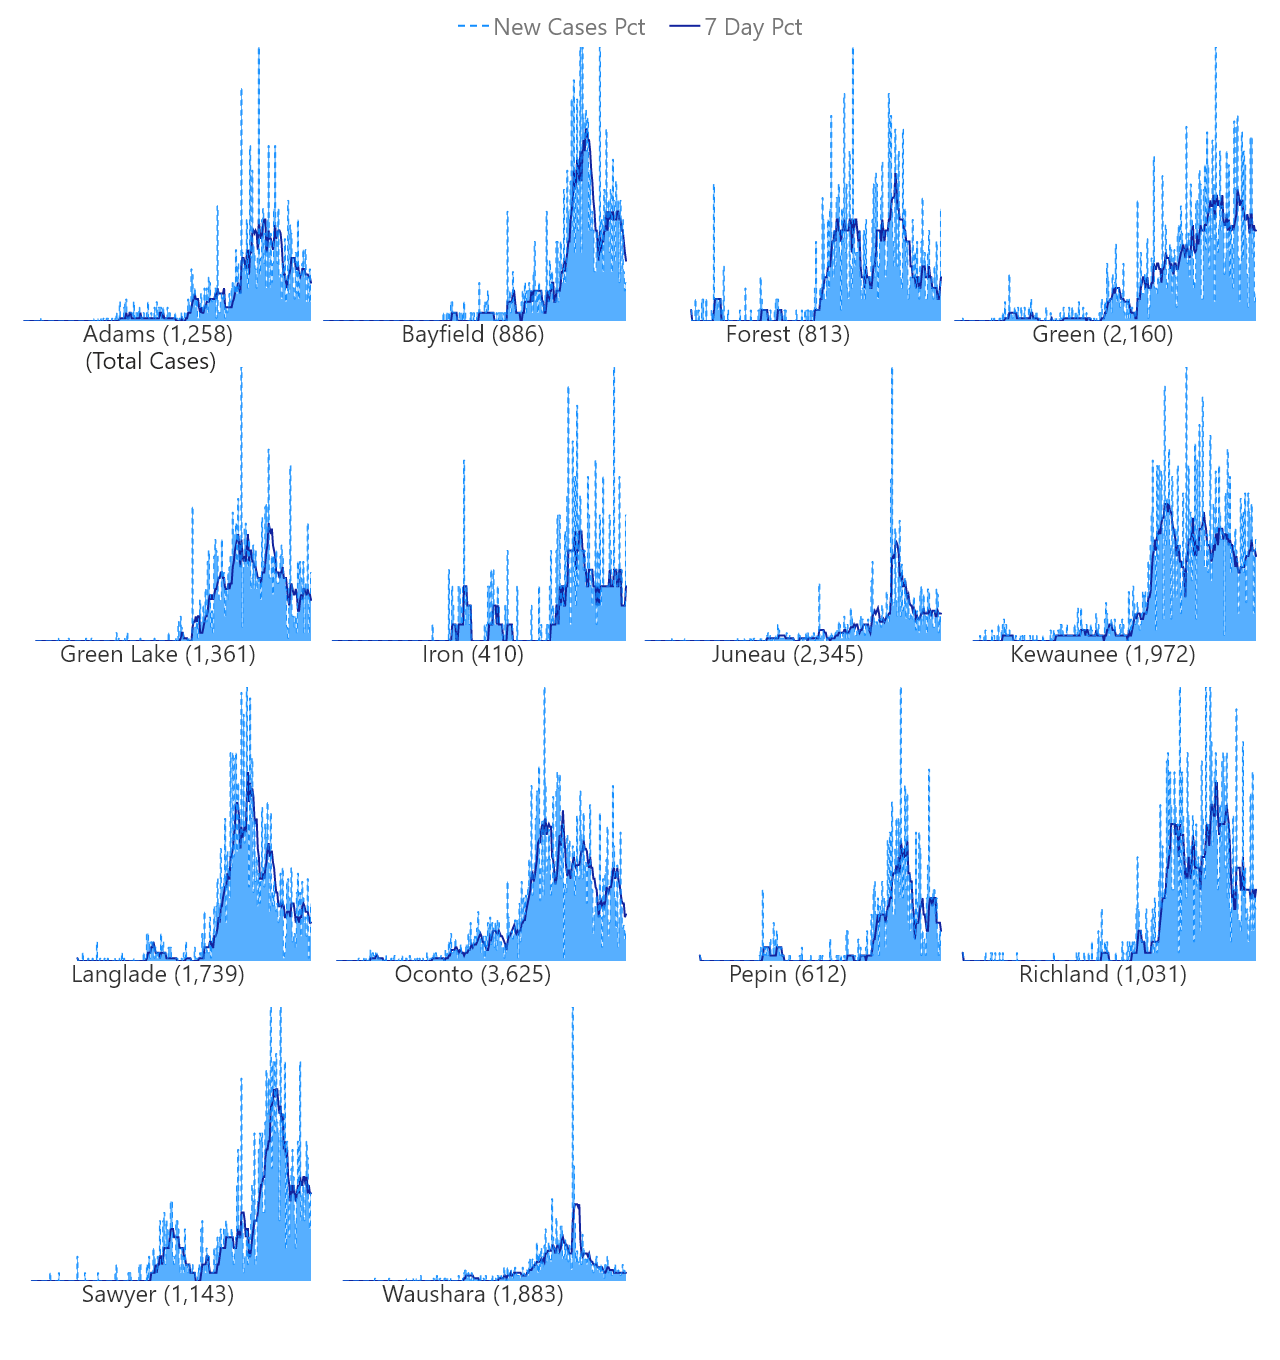 New Cases Pct 7 Day Pct
Adams (1,258)
(Total Cases)
Bayfield (886)
Forest (813)
Green (2,160)
Green Lake (1,361)
Iron (410)
Juneau (2,345)
Kewaunee (1,972)
Langlade (1,739)
Oconto (3,625)
Pepin (612)
Richland (1,031)
Sawyer (1,143)
Waushara (1,883)